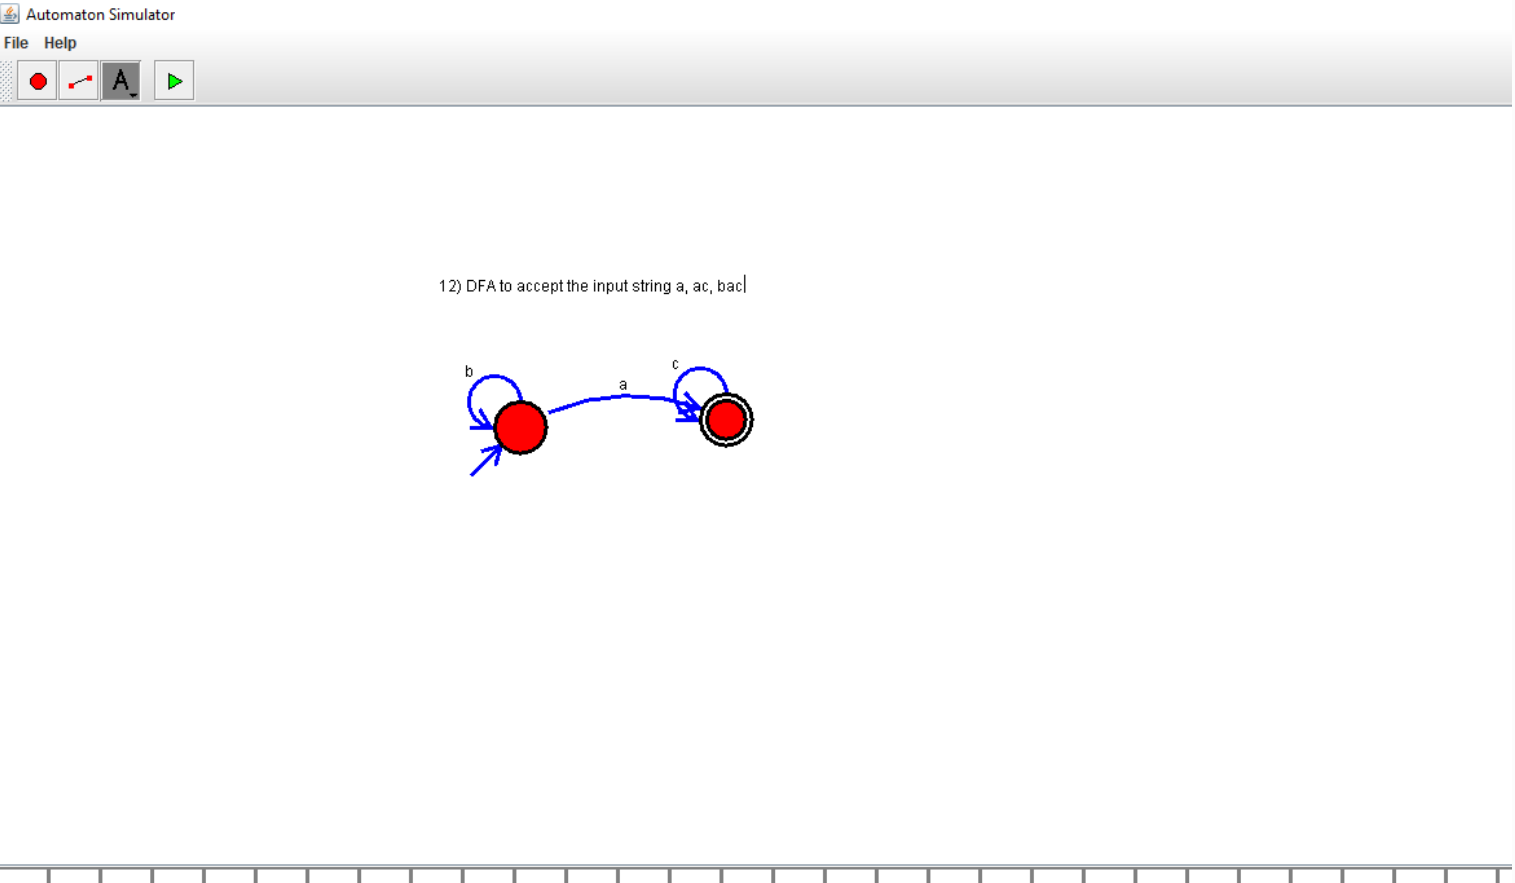 Automaton Simulator
File Help
A
12) DFA to accept the input string a, ac, bac
b
a
c